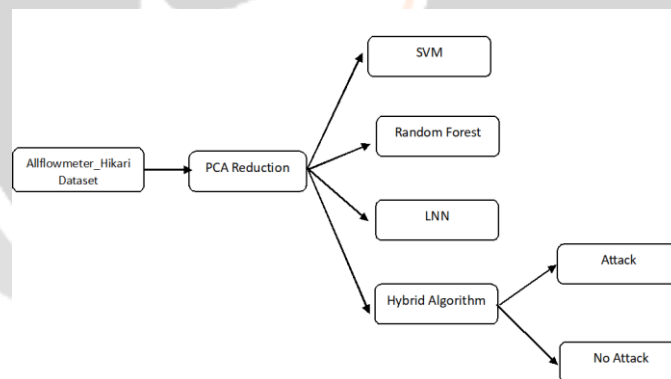 SVM
Random Forest
Allflowmeter_Hikari
Dataset
PCA Reduction
LNN
Attack
Hybrid Algorithm
No Attack